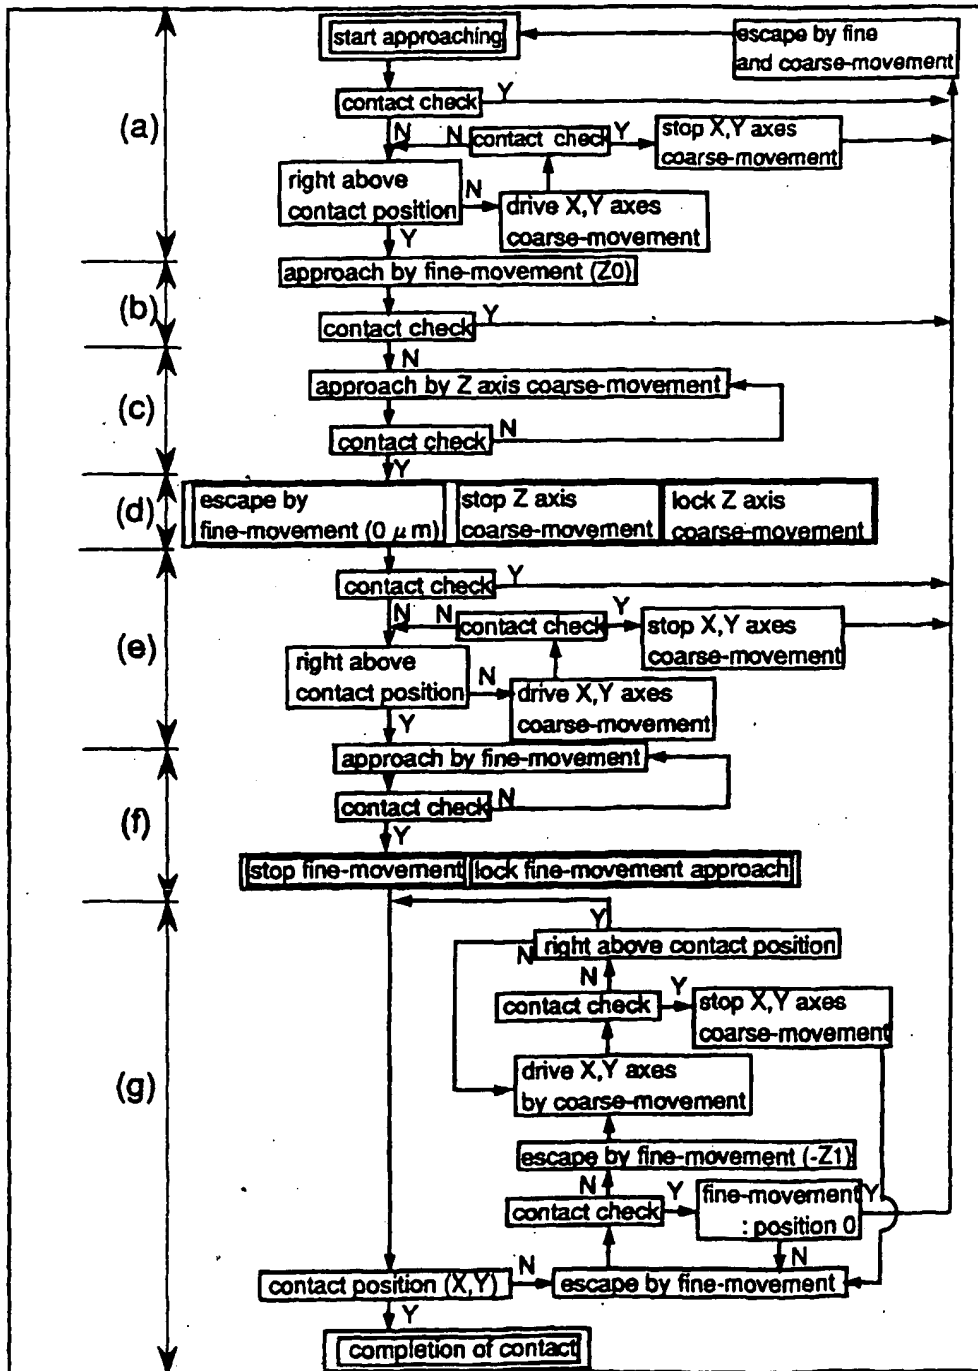 start approaching
escape by fine
and coarse-movement
contact check
Y
(a)
N
N
contact check
Y
stop X,Y axes
coarse-movement
right above
contact position
N
drive X,Y axes
coarse-movement
Y
approach by fine-movement (Z0)
(b)
contact check
Y
N
approach by Z axis coarse-movement
(c)
contact check
N
Y
(d)
escape by
fine-movement (0 μm)
stop Z axis
coarse-movement
lock Z axis
coarse-movement
contact check
Y
N
N
contact check
Y
stop X,Y axes
coarse-movement
(e)
right above
contact position
N
drive X,Y axes
coarse-movement
Y
approach by fine-movement
contact check
N
(f)
Y
stop fine-movement
lock fine-movement approach
Y
right above contact position
N
N
contact check
Y
stop X,Y axes
coarse-movement
drive X,Y axes
by coarse-movement
(g)
escape by fine-movement (-Z1)
N
contact check
Y
fine-movement
: position 0
Y
N
contact position (X,Y)
N
escape by fine-movement
Y
completion of contact